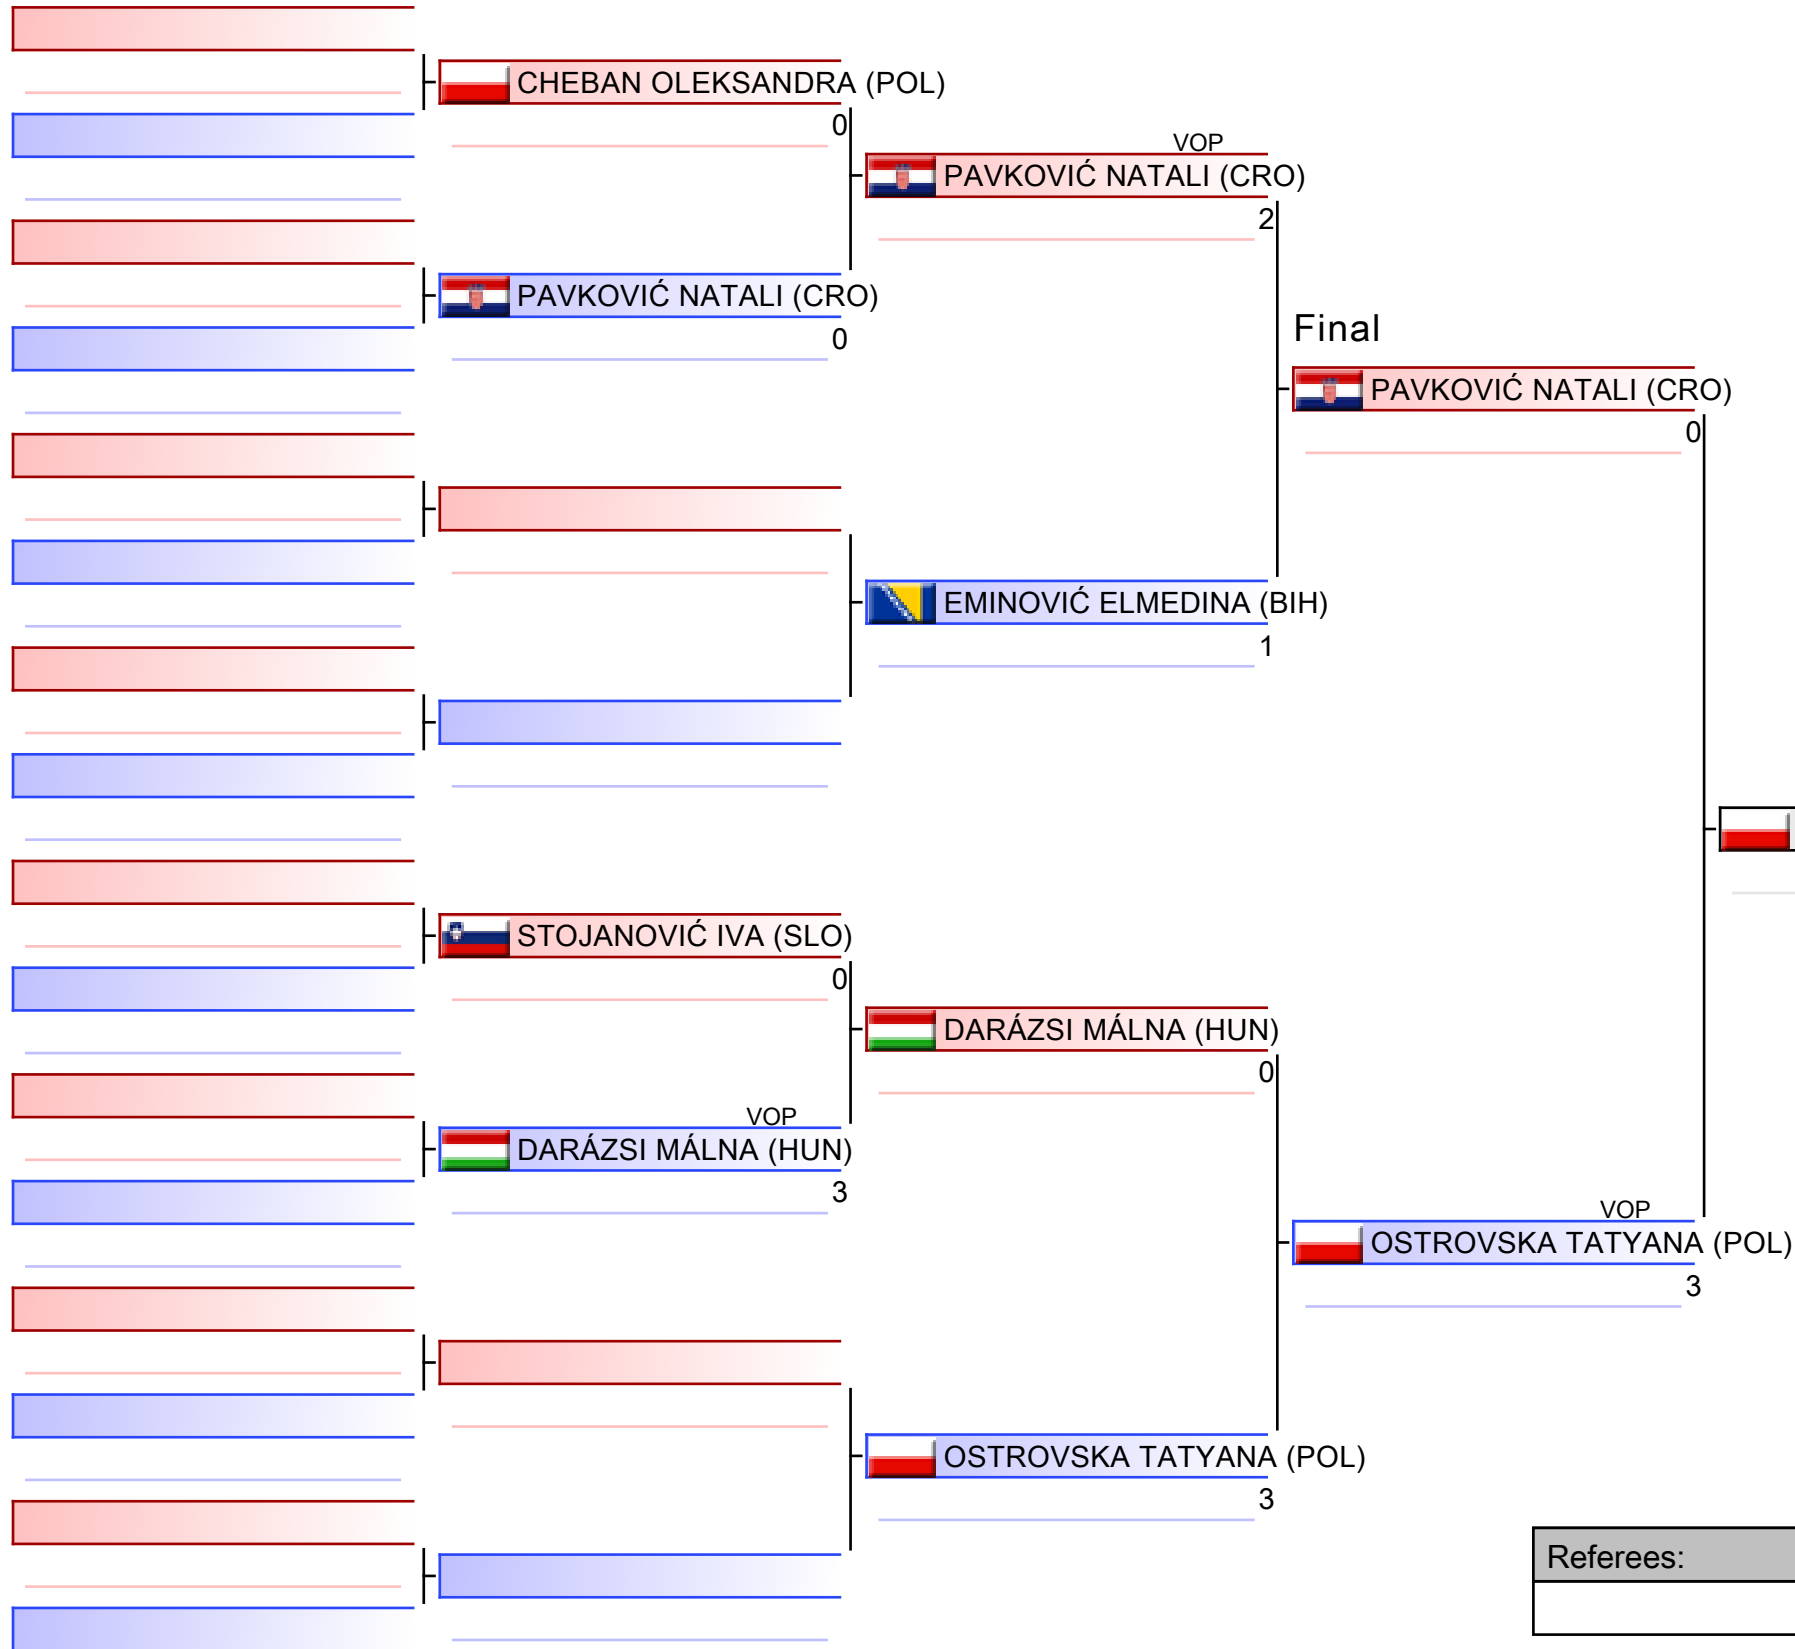 CHEBAN OLEKSANDRA (POL)
0
VOP
PAVKOVIĆ NATALI (CRO)
2
PAVKOVIĆ NATALI (CRO)
0
Final
PAVKOVIĆ NATALI (CRO)
0
EMINOVIĆ ELMEDINA (BIH)
1
STOJANOVIĆ IVA (SLO)
0
DARÁZSI MÁLNA (HUN)
0
VOP
DARÁZSI MÁLNA (HUN)
3
VOP
OSTROVSKA TATYANA (POL)
3
OSTROVSKA TATYANA (POL)
3
Referees: